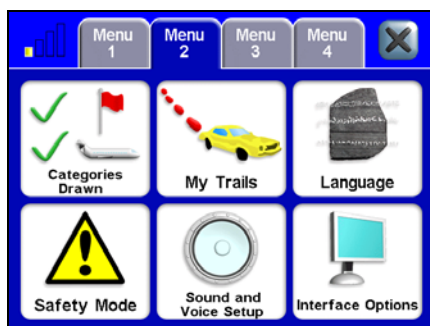 Menu 1
Menu 2
Menu 3
Menu 4
Categories
Drawn
My Trails
Language
Safety Mode
Sound and
Voice Setup
Interface Options